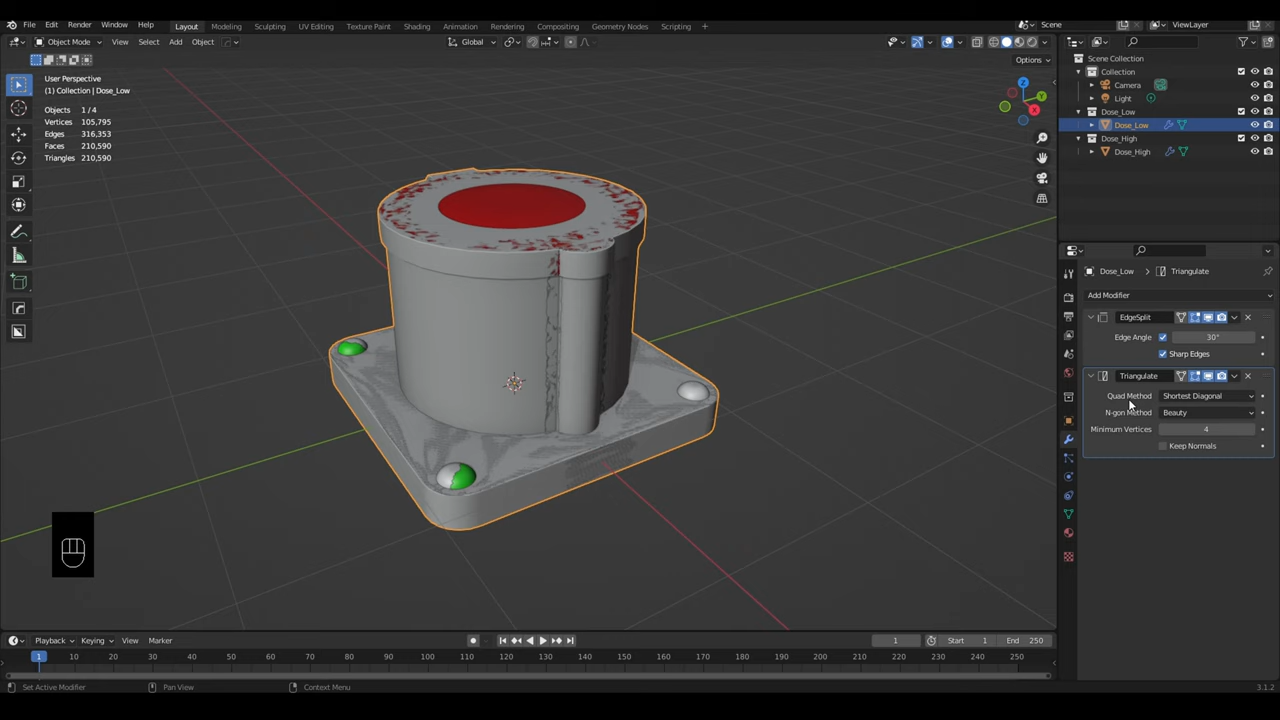 File Edit Render Window Help Layout Modeling Sculpting UV Editing Texture Paint Shading Animation Rendering Compositing Geometry Nodes Scripting + Scene ViewLayer
Object Mode View Select Add Object Global
Options
User Perspective
(1) Collection | Dose_Low
Objects 1 / 4
Vertices 105,795
Edges 316,353
Faces 210,590
Triangles 210,590
X
Y
Z
Scene Collection
Collection
Camera
Light
Dose_Low
Dose_Low
Dose_High
Dose_High
Dose_Low > Triangulate
Add Modifier
EdgeSplit
Edge Angle 30°
Sharp Edges
Triangulate
Quad Method Shortest Diagonal
N-gon Method Beauty
Minimum Vertices 4
Keep Normals
Playback Keying View Marker 1 Start 1 End 250
1 10 20 30 40 50 60 70 80 90 100 110 120 130 140 150 160 170 180 190 200 210 220 230 240 250
Set Active Modifier Pan View Context Menu 3.1.2